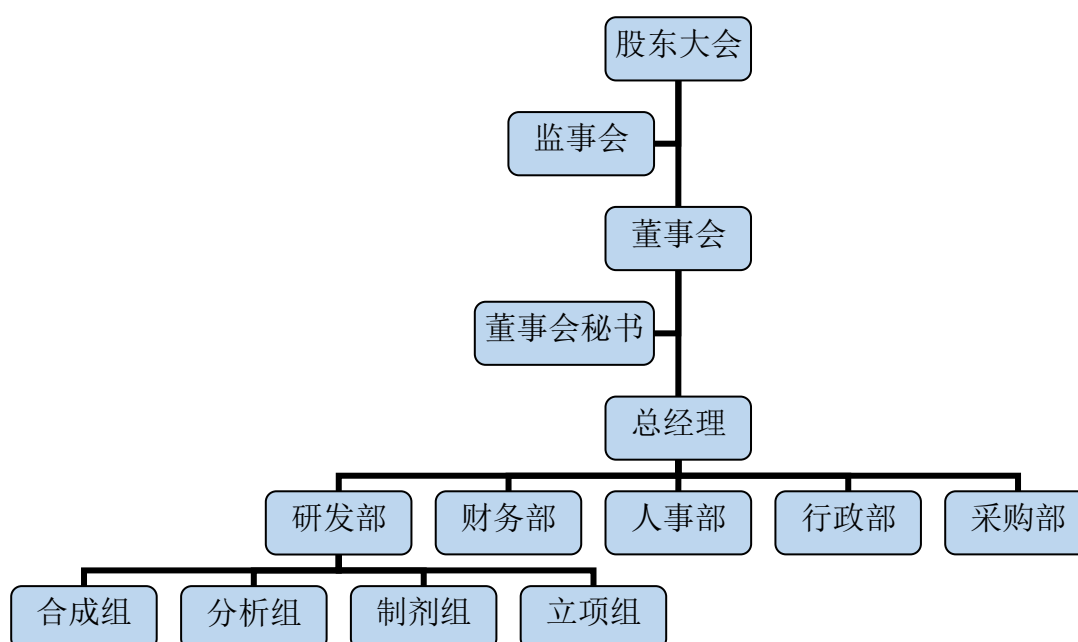 股东大会
监事会
董事会
董事会秘书
总经理
研发部
财务部
人事部
行政部
采购部
合成组
分析组
制剂组
立项组